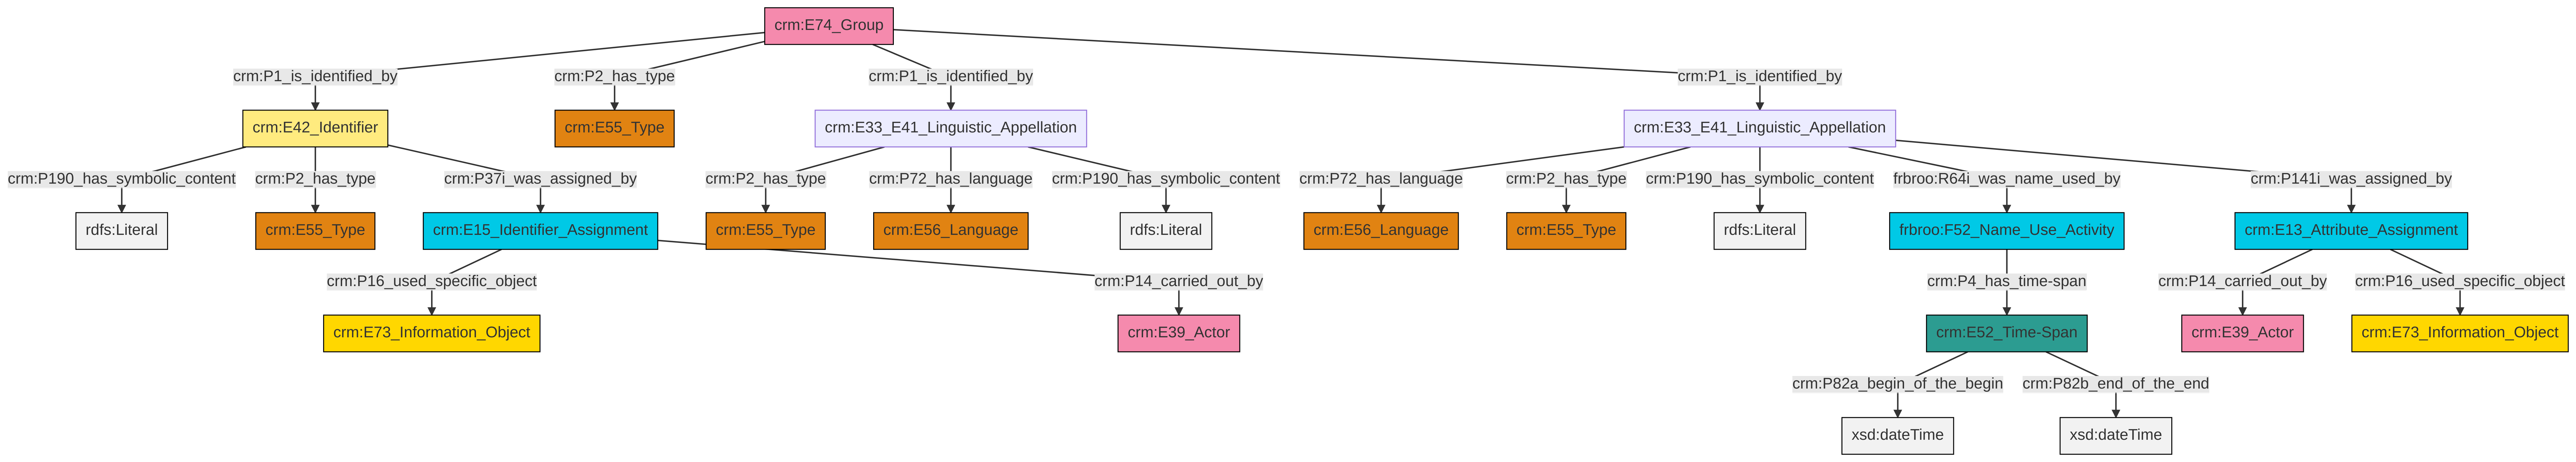 crm:E74_Group
crm:P1_is_identified_by
crm:P2_has_type
crm:P1_is_identified_by
crm:P1_is_identified_by
crm:E42_Identifier
crm:E55_Type
crm:E33_E41_Linguistic_Appellation
crm:E33_E41_Linguistic_Appellation
crm:P190_has_symbolic_content
crm:P2_has_type
crm:P37i_was_assigned_by
crm:P2_has_type
crm:P72_has_language
crm:P190_has_symbolic_content
crm:P72_has_language
crm:P2_has_type
crm:P190_has_symbolic_content
frbroo:R64i_was_name_used_by
crm:P141i_was_assigned_by
rdfs:Literal
crm:E55_Type
crm:E15_Identifier_Assignment
crm:E55_Type
crm:E56_Language
rdfs:Literal
crm:E56_Language
crm:E55_Type
rdfs:Literal
frbroo:F52_Name_Use_Activity
crm:E13_Attribute_Assignment
crm:P16_used_specific_object
crm:P14_carried_out_by
crm:P4_has_time-span
crm:P14_carried_out_by
crm:P16_used_specific_object
crm:E73_Information_Object
crm:E39_Actor
crm:E52_Time-Span
crm:E39_Actor
crm:E73_Information_Object
crm:P82a_begin_of_the_begin
crm:P82b_end_of_the_end
xsd:dateTime
xsd:dateTime